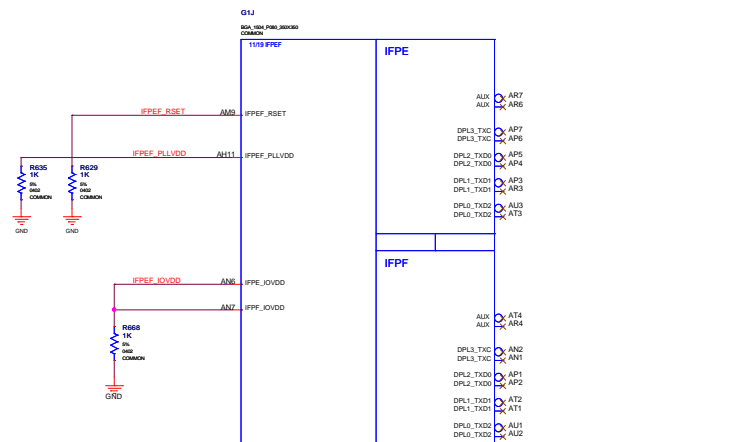 G1J
BGA_1504_P080_350X350
COMMON
11/19 IFPEF
IFPE
AUX AR7
AUX AR6
IFPEF_RSET AM9 IFPEF_RSET
DPL3_TXC AP7
DPL3_TXC AP6
IFPEF_PLLVDD AH11 IFPEF_PLLVDD
DPL2_TXD0 AP5
DPL2_TXD0 AP4
R635
1K
5%
0402
COMMON
R629
1K
5%
0402
COMMON
DPL1_TXD1 AP3
DPL1_TXD1 AR3
DPL0_TXD2 AU3
DPL0_TXD2 AT3
GND
GND
IFPF
IFPEF_IOVDD AN6 IFPE_IOVDD
AN7 IFPF_IOVDD
AUX AT4
AUX AR4
R668
1K
5%
0402
COMMON
DPL3_TXC AN2
DPL3_TXC AN1
DPL2_TXD0 AP1
DPL2_TXD0 AP2
GND
DPL1_TXD1 AT2
DPL1_TXD1 AT1
DPL0_TXD2 AU1
DPL0_TXD2 AU2